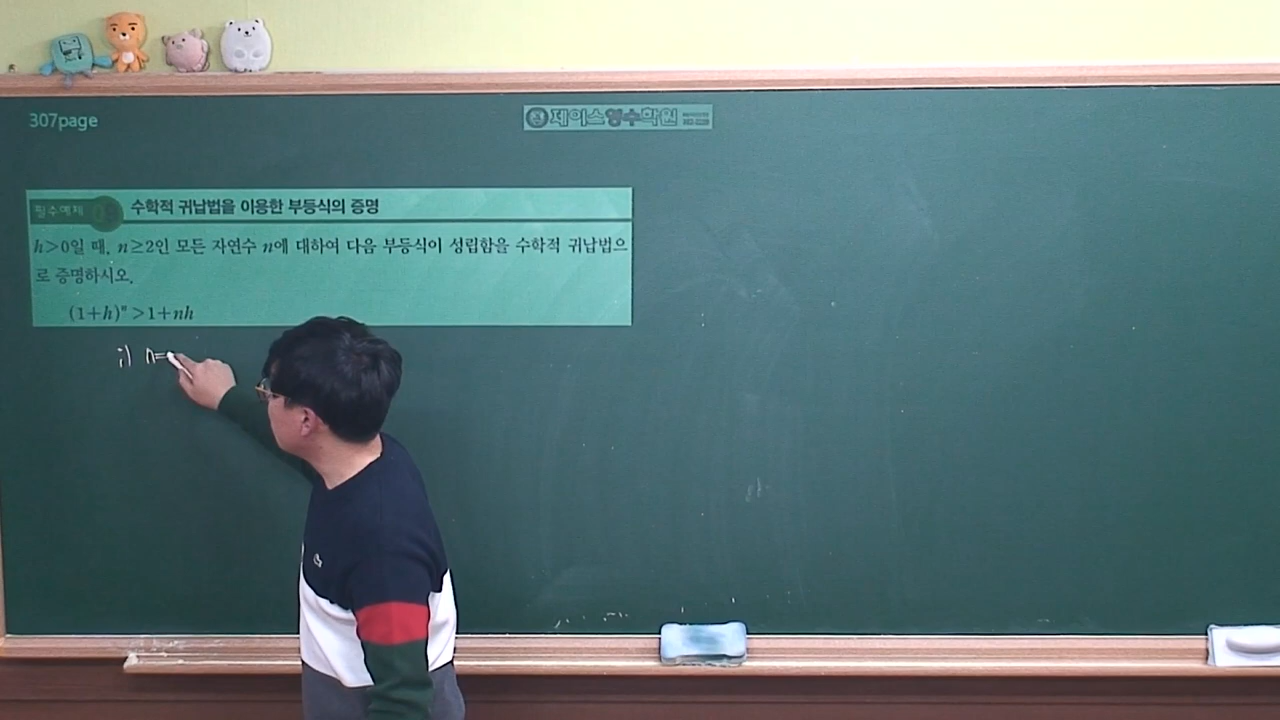 307page
제이스영수학원
필수예제
수학적 귀납법을 이용한 부등식의 증명
h>0일 때, n≥2인 모든 자연수 n에 대하여 다음 부등식이 성립함을 수학적 귀납법으
로 증명하시오.
(1+h)ⁿ>1+nh
i) n=